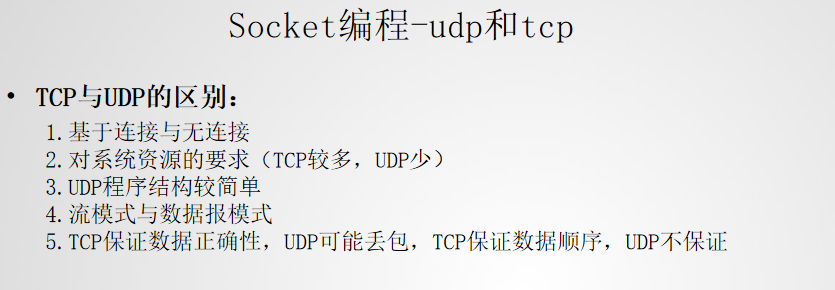 Socket编程-udp和tcp
• TCP与UDP的区别：
1.基于连接与无连接
2.对系统资源的要求（TCP较多，UDP少）
3.UDP程序结构较简单
4.流模式与数据报模式
5.TCP保证数据正确性，UDP可能丢包，TCP保证数据顺序，UDP不保证